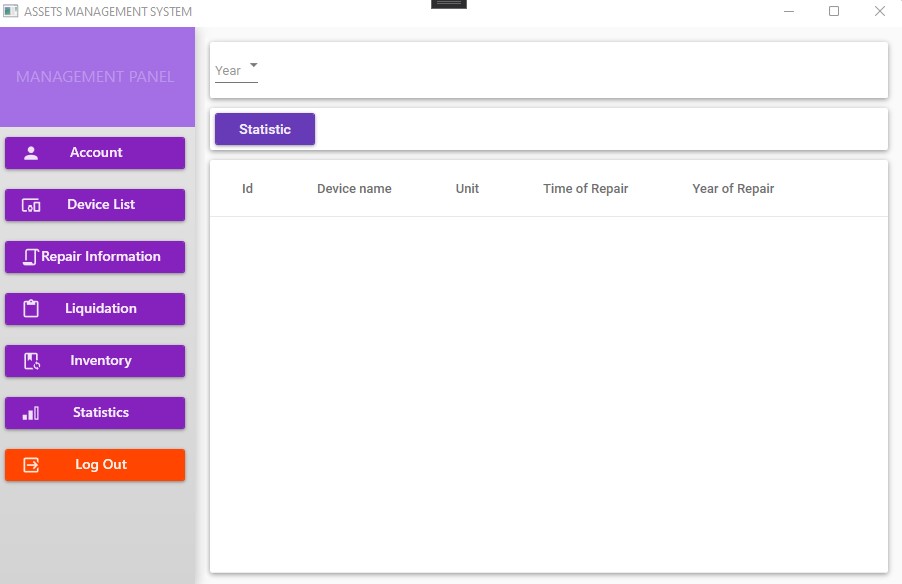 ASSETS MANAGEMENT SYSTEM
MANAGEMENT PANEL
Account
Device List
Repair Information
Liquidation
Inventory
Statistics
Log Out
Year
Statistic
Id Device name Unit Time of Repair Year of Repair